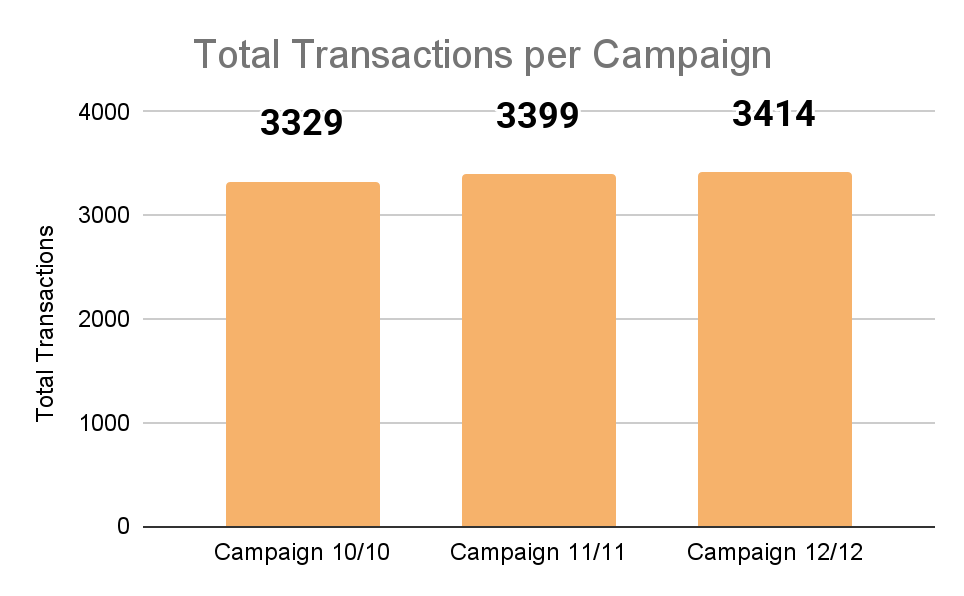 Total Transactions per Campaign
4000
3329
3399
3414
3000
2000
1000
0
Total Transactions
Campaign 10/10
Campaign 11/11
Campaign 12/12